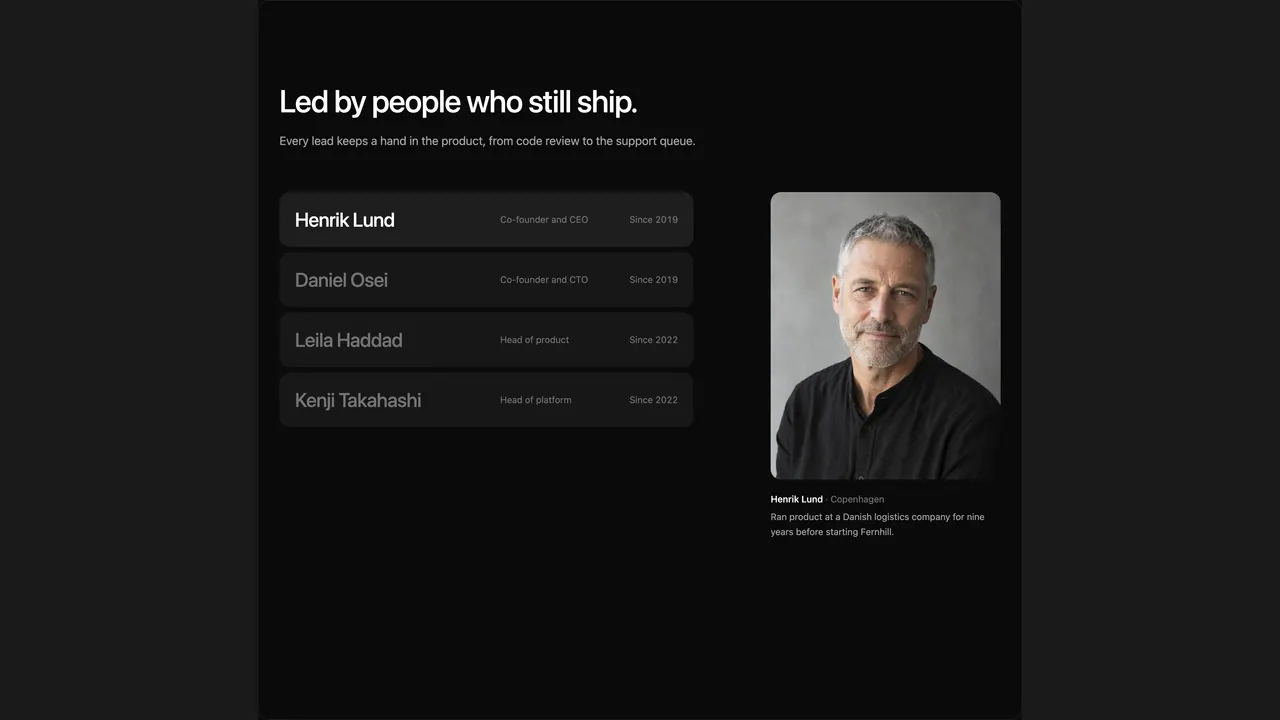 Led by people who still ship.
Every lead keeps a hand in the product, from code review to the support queue.
Henrik Lund Co-founder and CEO Since 2019
Daniel Osei Co-founder and CTO Since 2019
Leila Haddad Head of product Since 2022
Kenji Takahashi Head of platform Since 2022
Henrik Lund · Copenhagen
Ran product at a Danish logistics company for nine
years before starting Fernhill.